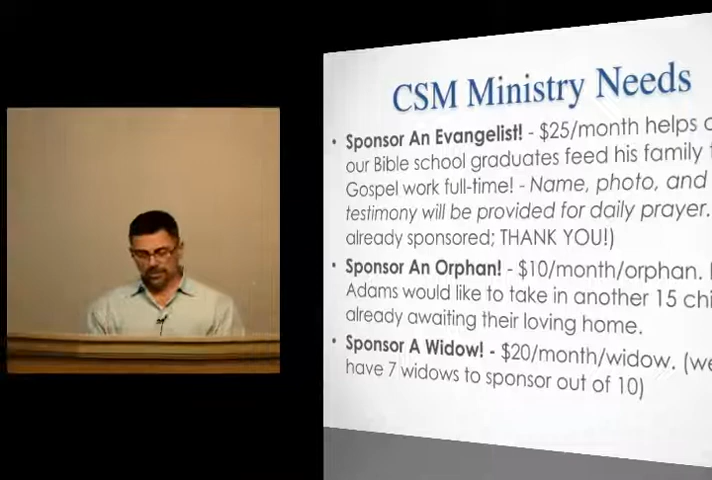 CSM Ministry Needs
• Sponsor An Evangelist! - $25/month helps
our Bible school graduates feed his family
Gospel work full-time! - Name, photo, and
testimony will be provided for daily prayer.
already sponsored; THANK YOU!)
• Sponsor An Orphan! - $10/month/orphan.
Adams would like to take in another 15
already awaiting their loving home.
• Sponsor A Widow! - $20/month/widow. (we
have 7 widows to sponsor out of 10)